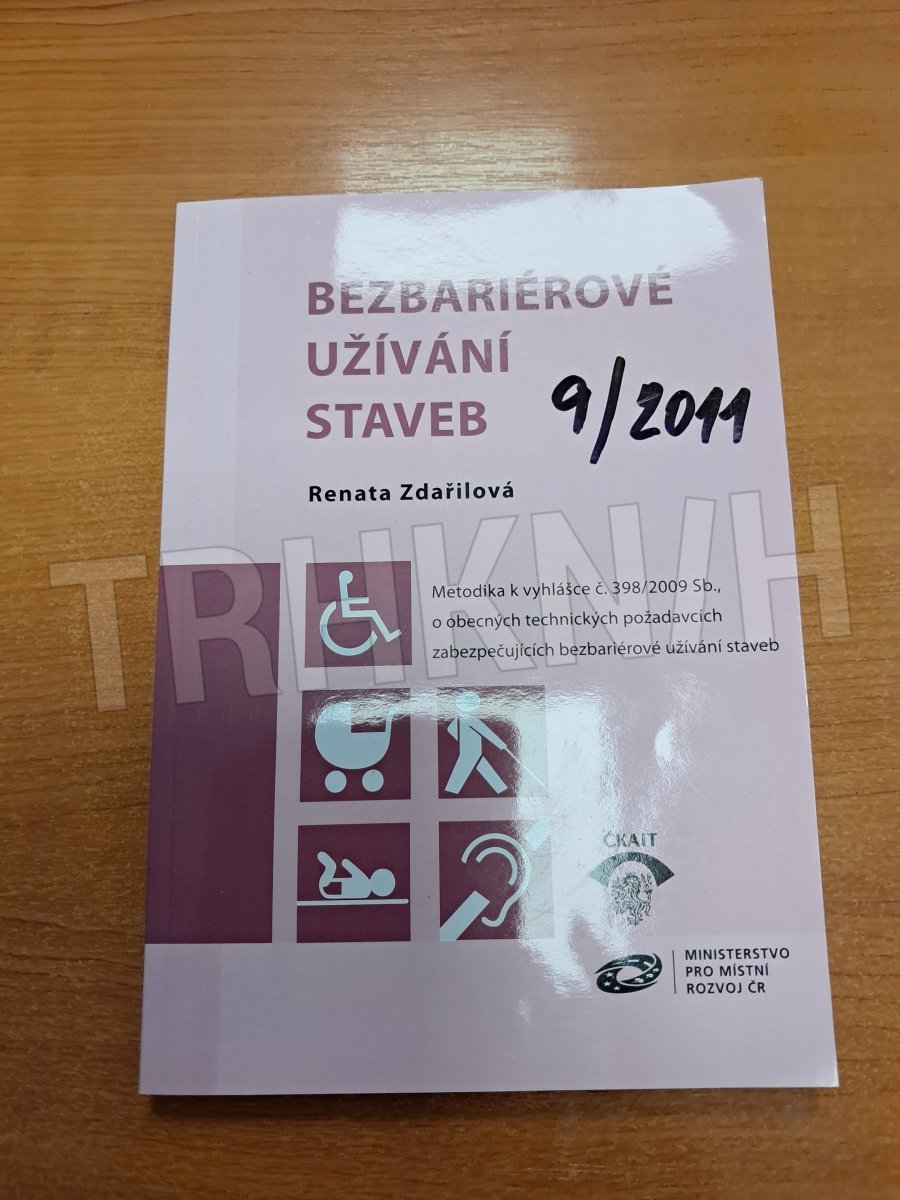 BEZBARIÉROVÉ
UŽÍVÁNÍ
STAVEB
9/2011
Renata Zdařilová
TRHKNIH
Metodika k vyhlášce č. 398/2009 Sb.,
o obecných technických požadavcích
zabezpečujících bezbariérové užívání staveb
ČKAIT
MINISTERSTVO
PRO MÍSTNÍ
ROZVOJ ČR